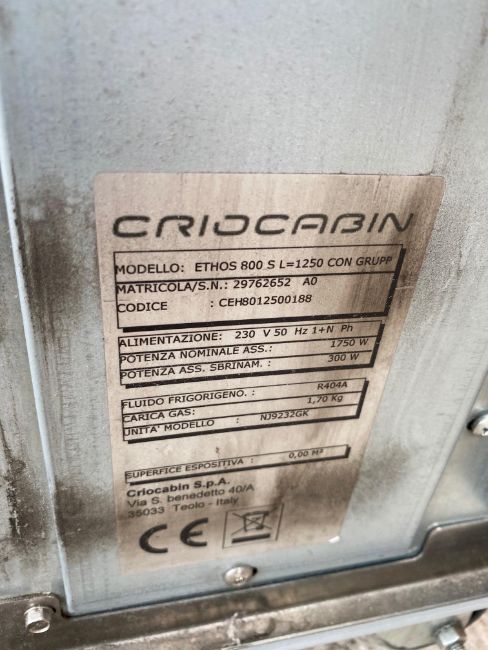 CRIOCABIN
MODELLO: ETHOS 800 S L=1250 CON GRUPP
MATRICOLA/S.N.: 29762652 A0
CODICE : CEH8012500188
ALIMENTAZIONE: 230 V 50 Hz 1+N Ph
POTENZA NOMINALE ASS.: 1750 W
POTENZA ASS. SBRINAM.: 300 W
FLUIDO FRIGORIGENO. : R404A
CARICA GAS: 1,70 Kg
UNITA' MODELLO : NJ9232GK
SUPERFICE ESPOSITIVA : 0,00 M²
Criocabin S.p.A.
Via S. benedetto 40/A
35033 Teolo - Italy
CE